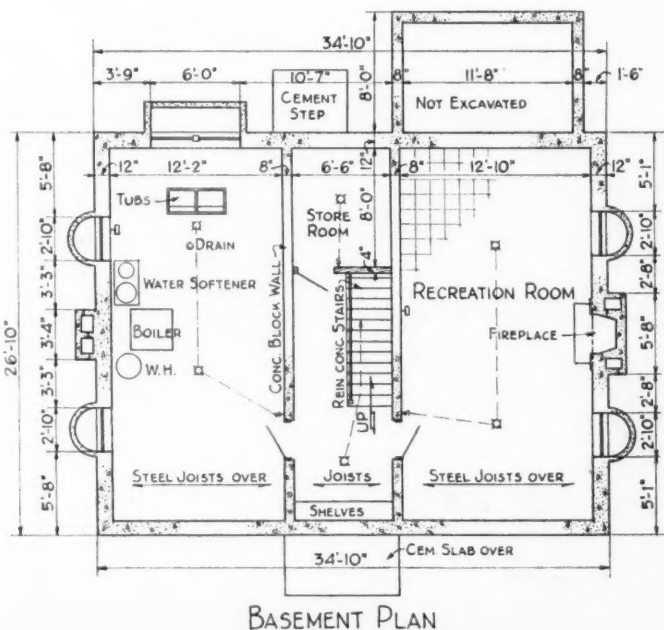 34'-10"
3'-9"
6'-0"
10'-7"
8'-0"
8"
11'-8"
8"
1'-6"
CEMENT
STEP
NOT EXCAVATED
12"
12'-2"
8"
6'-6"
12"
8"
12'-10"
12"
5'-8"
2'-10"
3'-3"
3'-4"
3'-3"
2'-10"
5'-8"
26'-10"
TUBS
DRAIN
WATER SOFTENER
BOILER
W.H.
CONC. BLOCK WALL
STORE
ROOM
8'-0"
4"
REIN. CONC. STAIRS
UP
RECREATION ROOM
FIREPLACE
5'-1"
2'-10"
2'-8"
5'-8"
2'-8"
2'-10"
5'-1"
STEEL JOISTS OVER
JOISTS
STEEL JOISTS OVER
SHELVES
34'-10"
CEM. SLAB OVER
BASEMENT PLAN